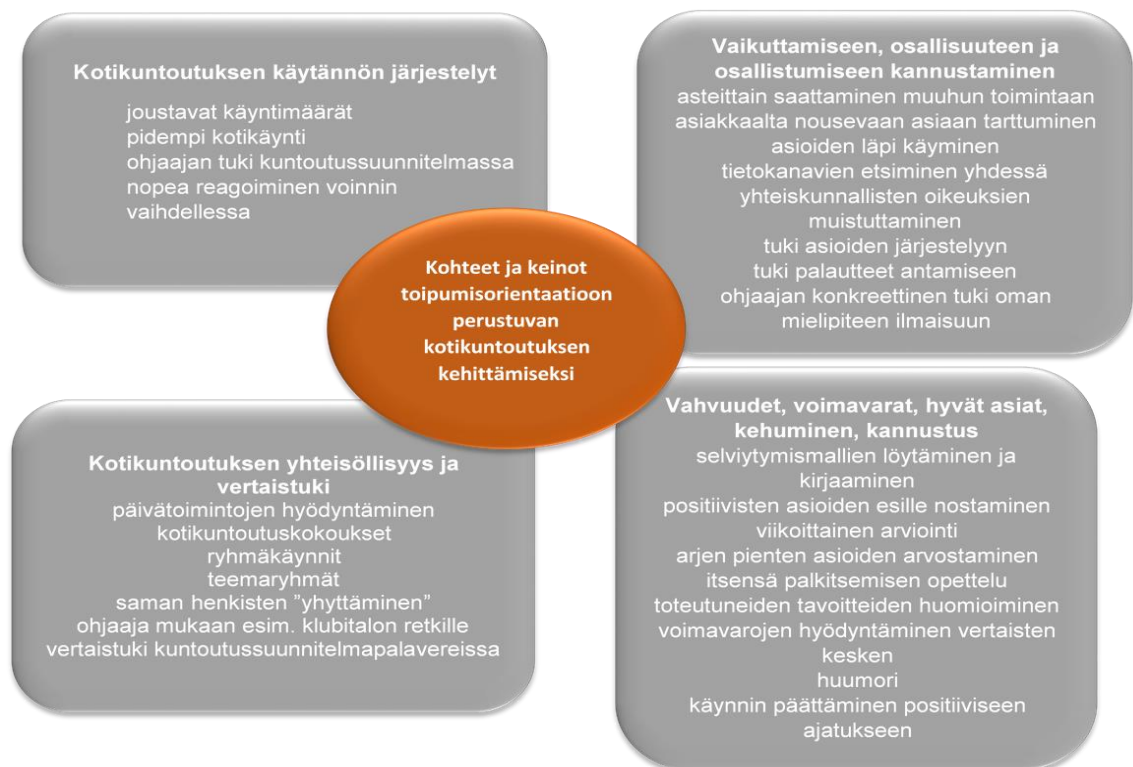 Kotikuntoutuksen käytännön järjestelyt
joustavat käyntimäärät
pidempi kotikäynti
ohjaajan tuki kuntoutussuunnitelmassa
nopea reagoiminen voinnin
vaihdellessa
Vaikuttamiseen, osallisuuteen ja
osallistumiseen kannustaminen
asteittain saattaminen muuhun toimintaan
asiakkaalta nousevaan asiaan tarttuminen
asioiden läpi käyminen
tietokanavien etsiminen yhdessä
yhteiskunnallisten oikeuksien
muistuttaminen
tuki asioiden järjestelyyn
tuki palautteet antamiseen
ohjaajan konkreettinen tuki oman
mielipiteen ilmaisuun
Kohteet ja keinot
toipumisorientaatioon
perustuvan
kotikuntoutuksen
kehittämiseksi
Kotikuntoutuksen yhteisöllisyys ja
vertaistuki
päivätoimintojen hyödyntäminen
kotikuntoutuskokoukset
ryhmäkäynnit
teemaryhmät
saman henkisten ”yhyttäminen”
ohjaaja mukaan esim. klubitalon retkille
vertaistuki kuntoutussuunnitelmapalavereissa
Vahvuudet, voimavarat, hyvät asiat,
kehuminen, kannustus
selviytymismallien löytäminen ja
kirjaaminen
positiivisten asioiden esille nostaminen
viikoittainen arviointi
arjen pienten asioiden arvostaminen
itsensä palkitsemisen opettelu
toteutuneiden tavoitteiden huomioiminen
voimavarojen hyödyntäminen vertaisten
kesken
huumori
käynnin päättäminen positiiviseen
ajatukseen